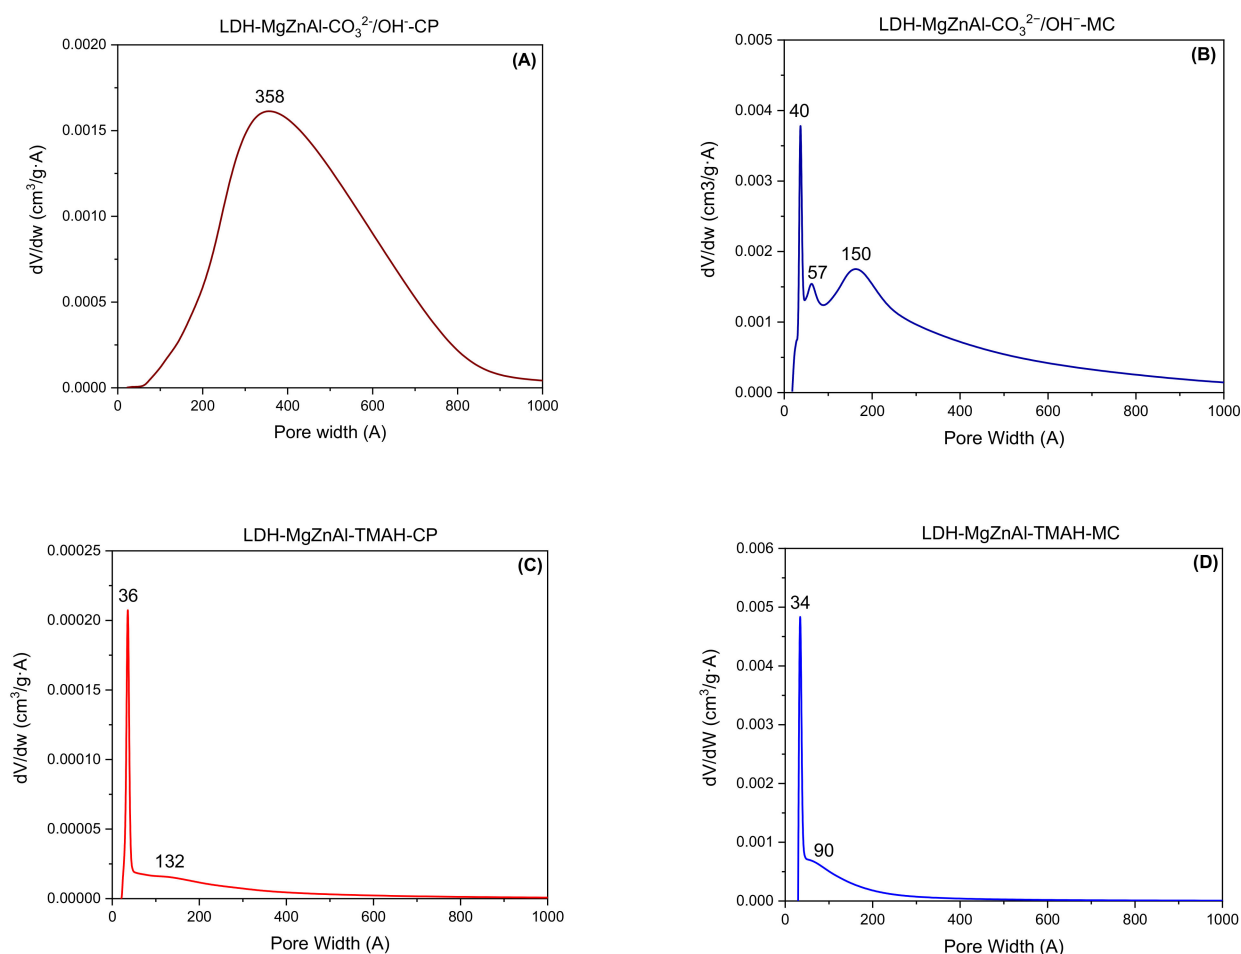 LDH-MgZnAl-CO₃²⁻/OH⁻-CP
(A)
358
0.0020
0.0015
0.0010
0.0005
0.0000
dV/dw (cm³/g·A)
0 200 400 600 800 1000
Pore width (A)
LDH-MgZnAl-CO₃²⁻/OH⁻-MC
(B)
40
57
150
0.005
0.004
0.003
0.002
0.001
0.000
dV/dw (cm3/g·A)
0 200 400 600 800 1000
Pore Width (A)
LDH-MgZnAl-TMAH-CP
(C)
36
132
0.00025
0.00020
0.00015
0.00010
0.00005
0.00000
dV/dw (cm³/g·A)
0 200 400 600 800 1000
Pore Width (A)
LDH-MgZnAl-TMAH-MC
(D)
34
90
0.006
0.005
0.004
0.003
0.002
0.001
0.000
dV/dW (cm³/g·A)
0 200 400 600 800 1000
Pore Width (A)